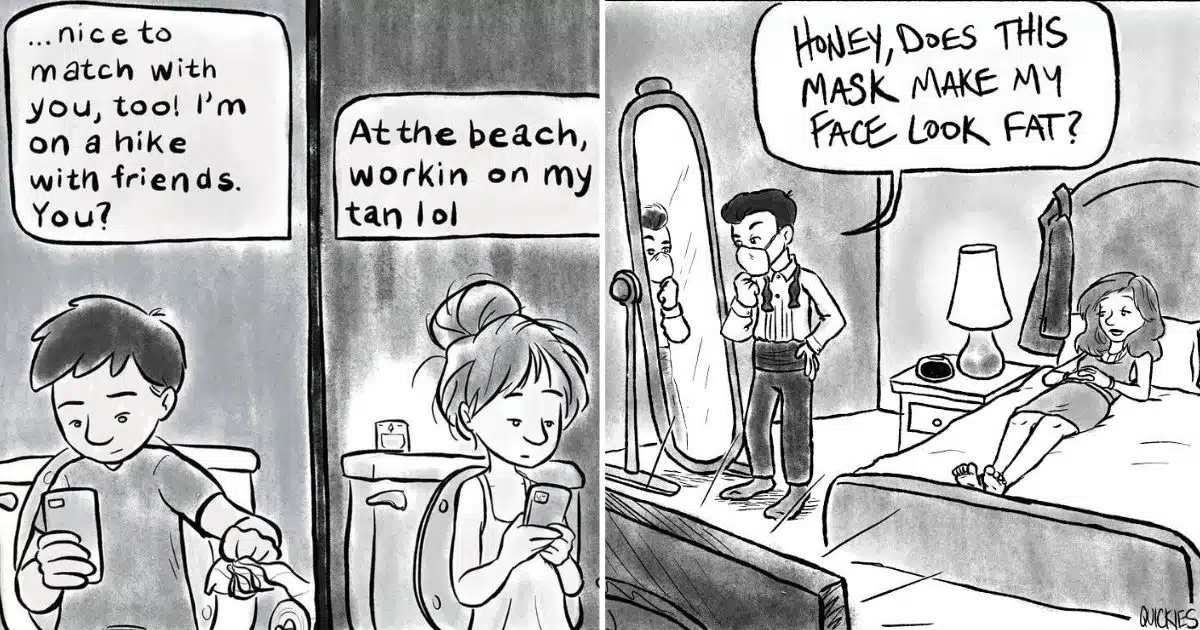 ...nice to
match with
you, too! I'm
on a hike
with friends.
You?
At the beach,
workin on my
tan lol
HONEY, DOES THIS
MASK MAKE MY
FACE LOOK FAT?
QUICKIES